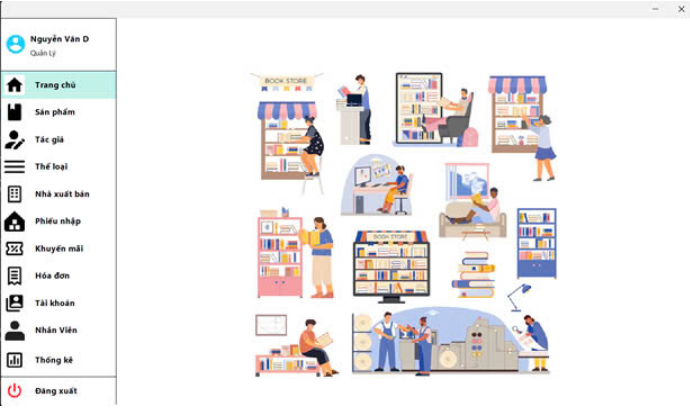 Nguyễn Văn D
Quản Lý
Trang chủ
Sản phẩm
Tác giả
Thể loại
Nhà xuất bản
Phiếu nhập
Khuyến mãi
Hóa đơn
Tài khoản
Nhân Viên
Thống kê
Đăng xuất
BOOK STORE
BOOK STORE